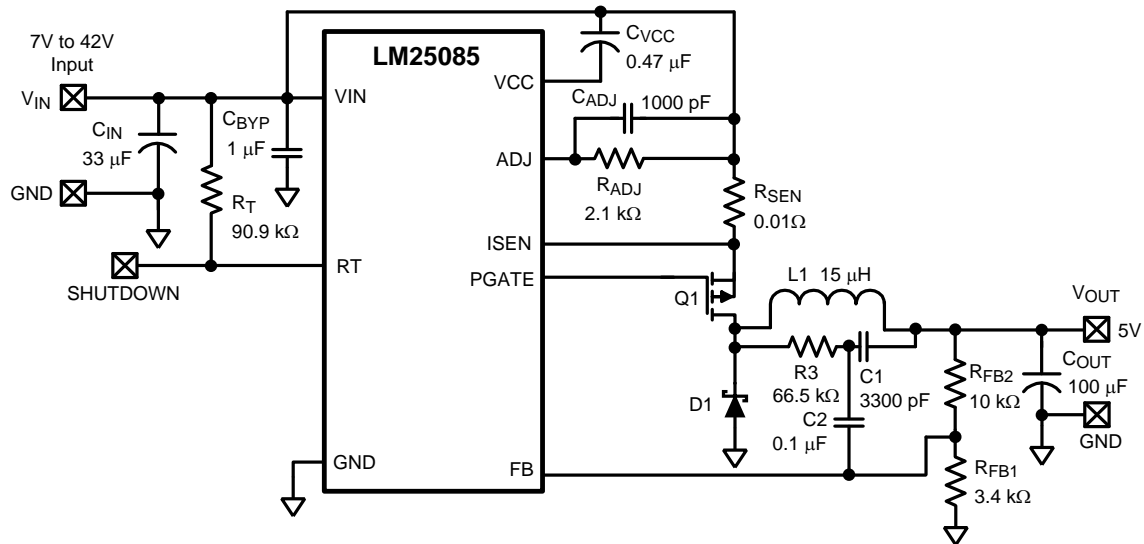 7V to 42V
Input
VIN
CIN
33 μF
GND
RT
90.9 kΩ
SHUTDOWN
CBYP
1 μF
LM25085
VIN
RT
GND
VCC
ADJ
ISEN
PGATE
FB
CVCC
0.47 μF
CADJ
1000 pF
RADJ
2.1 kΩ
RSEN
0.01Ω
Q1
L1 15 μH
R3
66.5 kΩ
C1
3300 pF
C2
0.1 μF
D1
VOUT
5V
RFB2
10 kΩ
COUT
100 μF
GND
RFB1
3.4 kΩ